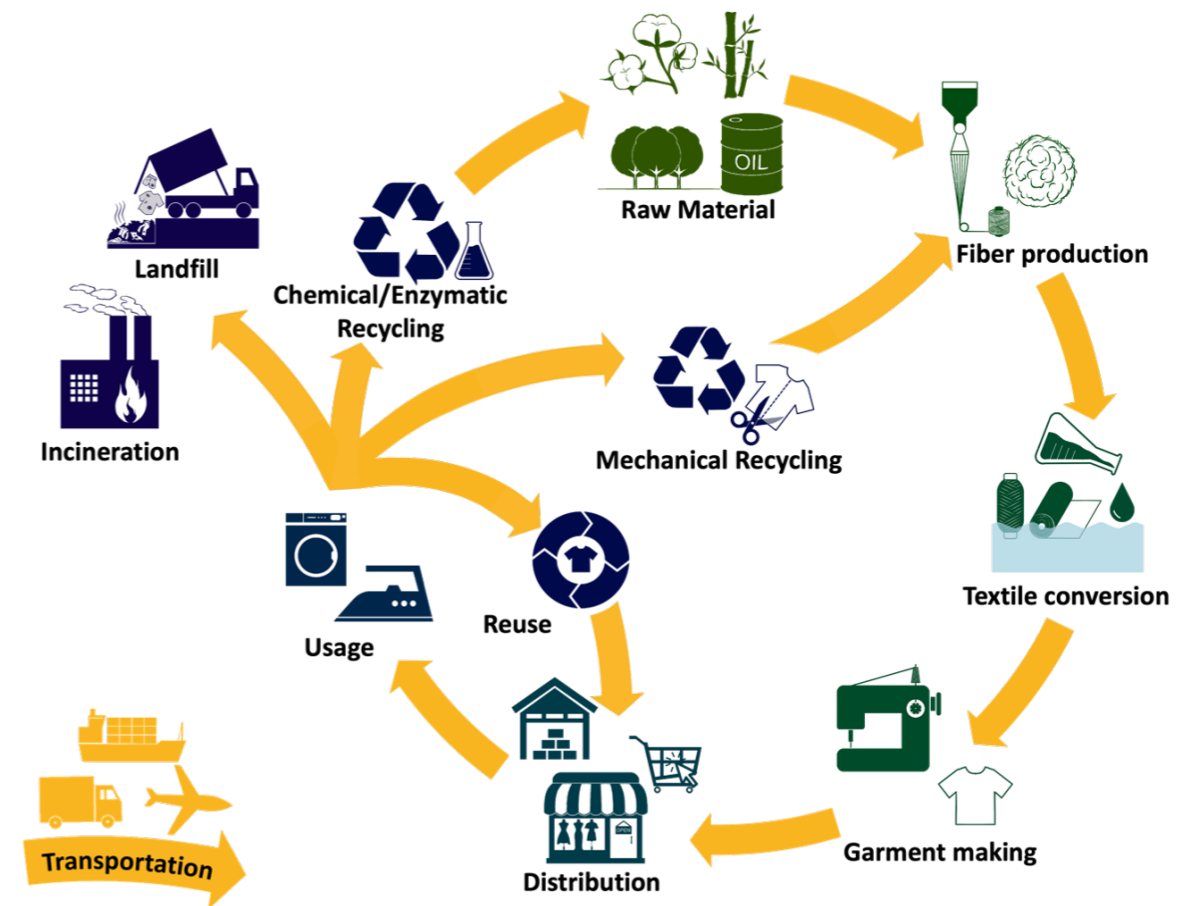 OIL
Raw Material
Fiber production
Landfill
Chemical/Enzymatic
Recycling
Incineration
Mechanical Recycling
Textile conversion
Reuse
Usage
OPEN
Garment making
Transportation
Distribution